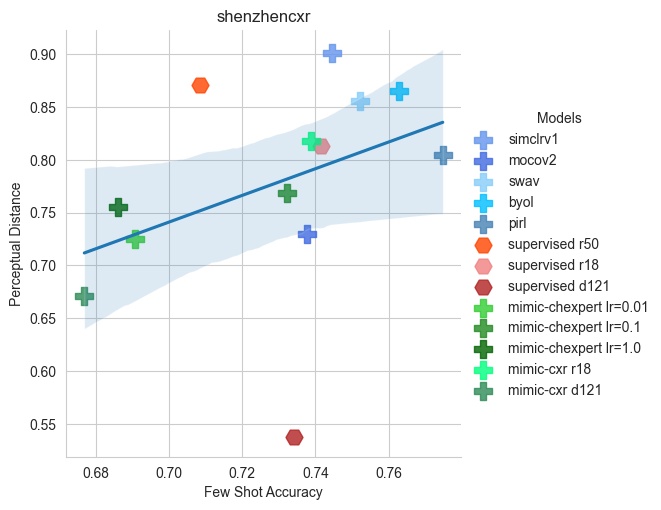 shenzhencxr
0.90
0.85
0.80
0.75
0.70
0.65
0.60
0.55
Perceptual Distance
0.68
0.70
0.72
0.74
0.76
Few Shot Accuracy
Models
simclrv1
mocov2
swav
byol
pirl
supervised r50
supervised r18
supervised d121
mimic-chexpert lr=0.01
mimic-chexpert lr=0.1
mimic-chexpert lr=1.0
mimic-cxr r18
mimic-cxr d121